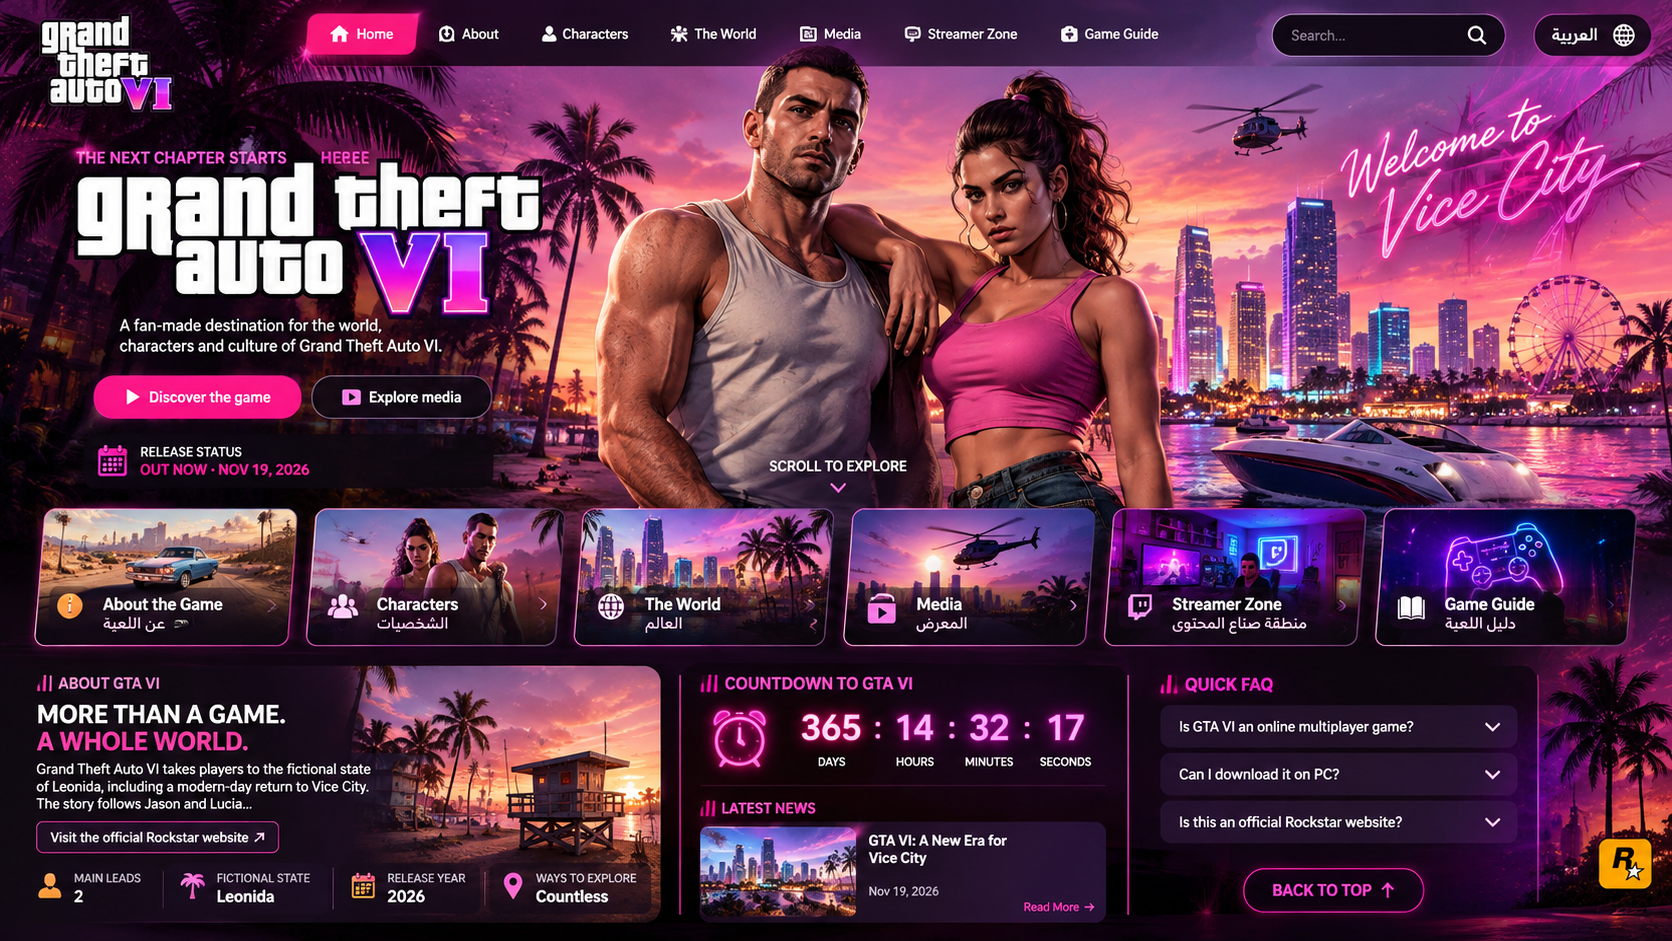 grand
theft
auto VI
Home
About
Characters
The World
Media
Streamer Zone
Game Guide
Search...
العربية
THE NEXT CHAPTER STARTS HEREE
grand theft
auto VI
A fan-made destination for the world,
characters and culture of Grand Theft Auto VI.
Discover the game
Explore media
RELEASE STATUS
OUT NOW · NOV 19, 2026
Welcome to
Vice City
SCROLL TO EXPLORE
About the Game
عن اللعبة
Characters
الشخصيات
The World
العالم
Media
المعرض
Streamer Zone
منطقة صناع المحتوى
Game Guide
دليل اللعبة
ABOUT GTA VI
MORE THAN A GAME.
A WHOLE WORLD.
Grand Theft Auto VI takes players to the fictional state
of Leonida, including a modern-day return to Vice City.
The story follows Jason and Lucia...
Visit the official Rockstar website
MAIN LEADS
2
FICTIONAL STATE
Leonida
RELEASE YEAR
2026
WAYS TO EXPLORE
Countless
COUNTDOWN TO GTA VI
365 : 14 : 32 : 17
DAYS HOURS MINUTES SECONDS
LATEST NEWS
GTA VI: A New Era for
Vice City
Nov 19, 2026
Read More
QUICK FAQ
Is GTA VI an online multiplayer game?
Can I download it on PC?
Is this an official Rockstar website?
BACK TO TOP
R